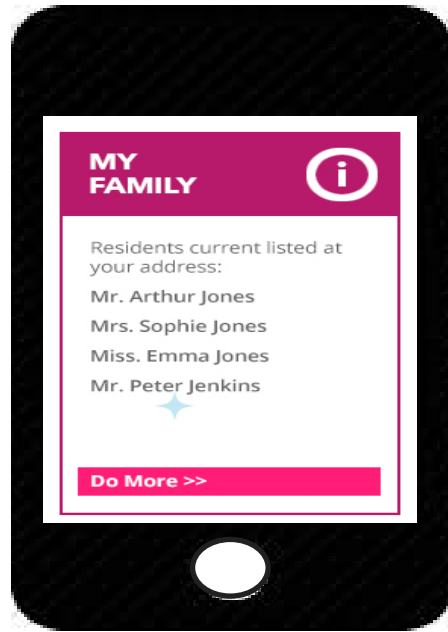 MY
FAMILY
i
Residents current listed at
your address:
Mr. Arthur Jones
Mrs. Sophie Jones
Miss. Emma Jones
Mr. Peter Jenkins
Do More >>